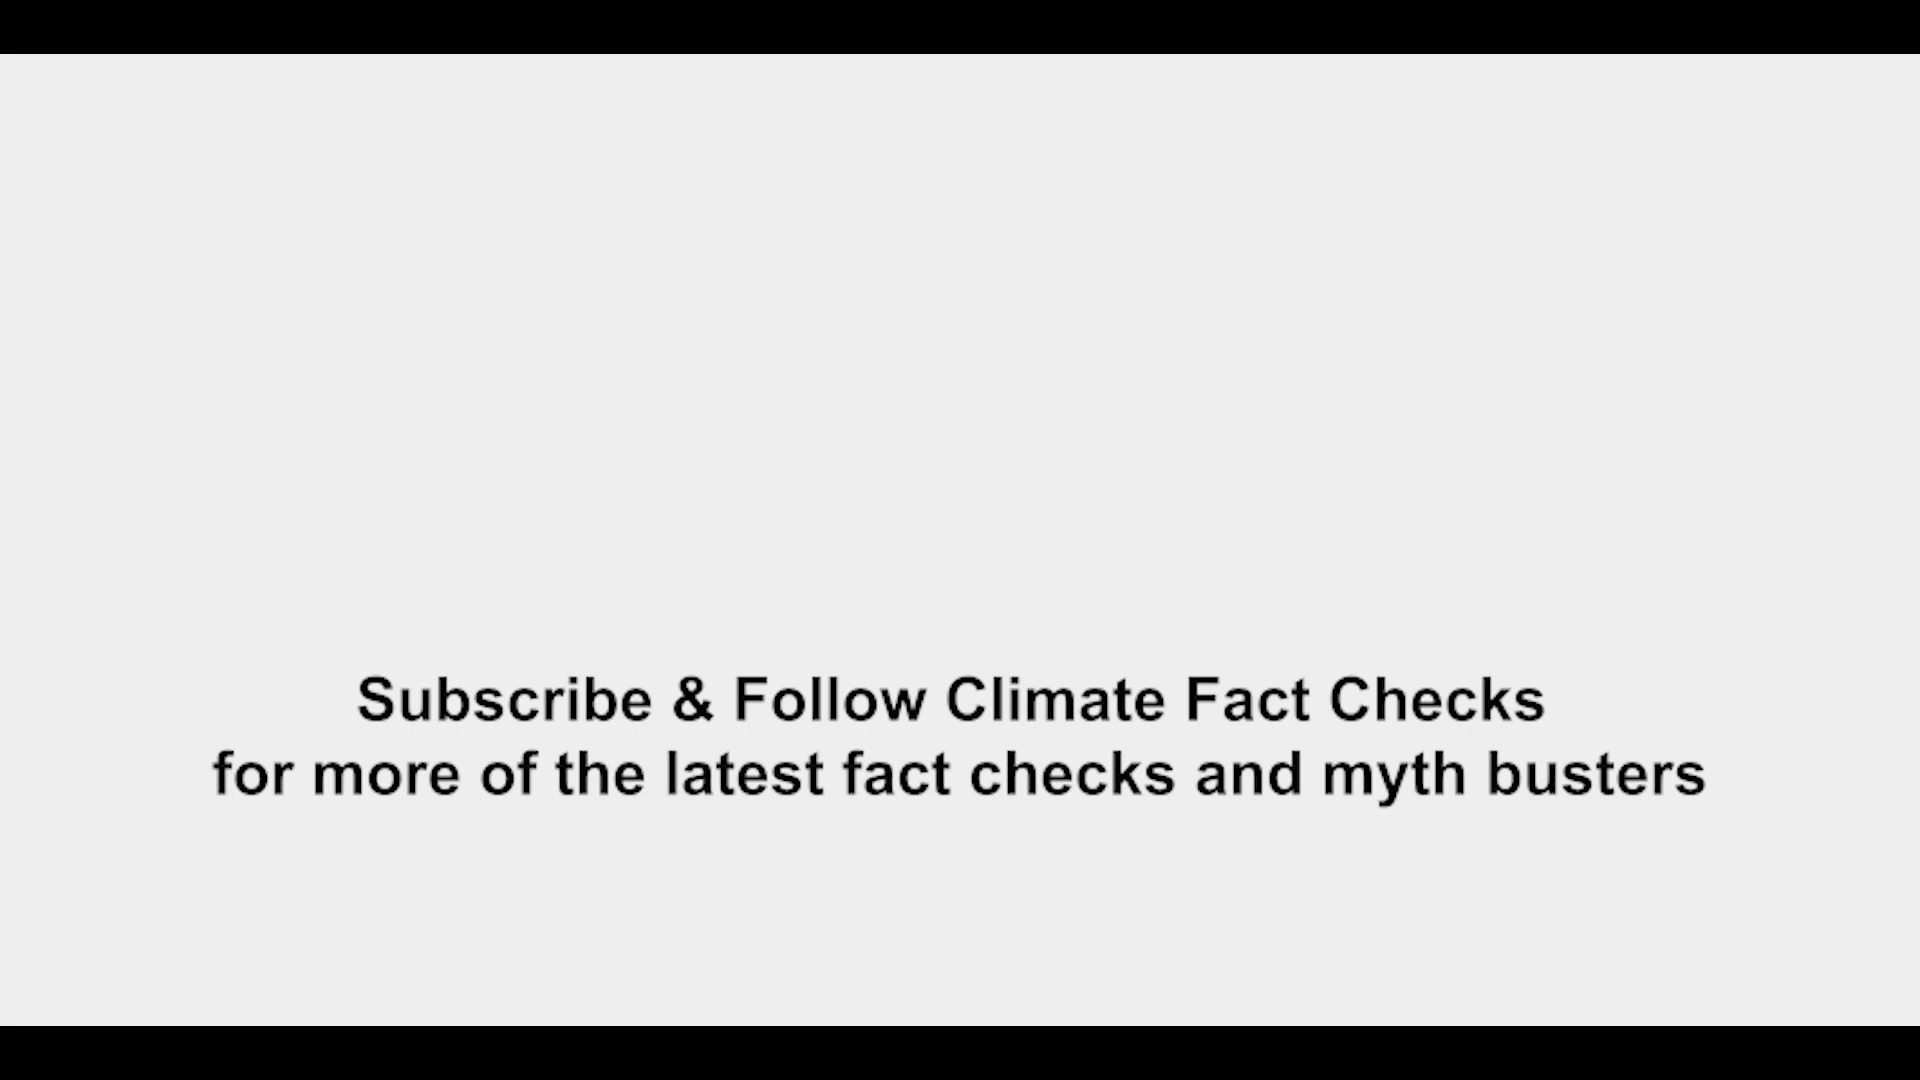 Subscribe & Follow Climate Fact Checks
for more of the latest fact checks and myth busters